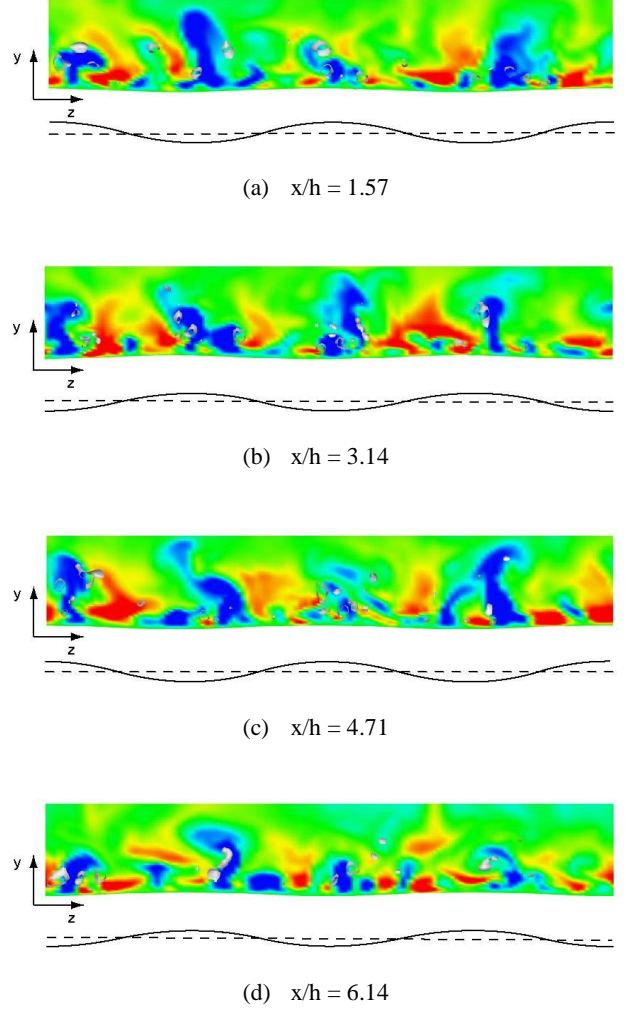 y
z
(a) x/h = 1.57
y
z
(b) x/h = 3.14
y
z
(c) x/h = 4.71
y
z
(d) x/h = 6.14